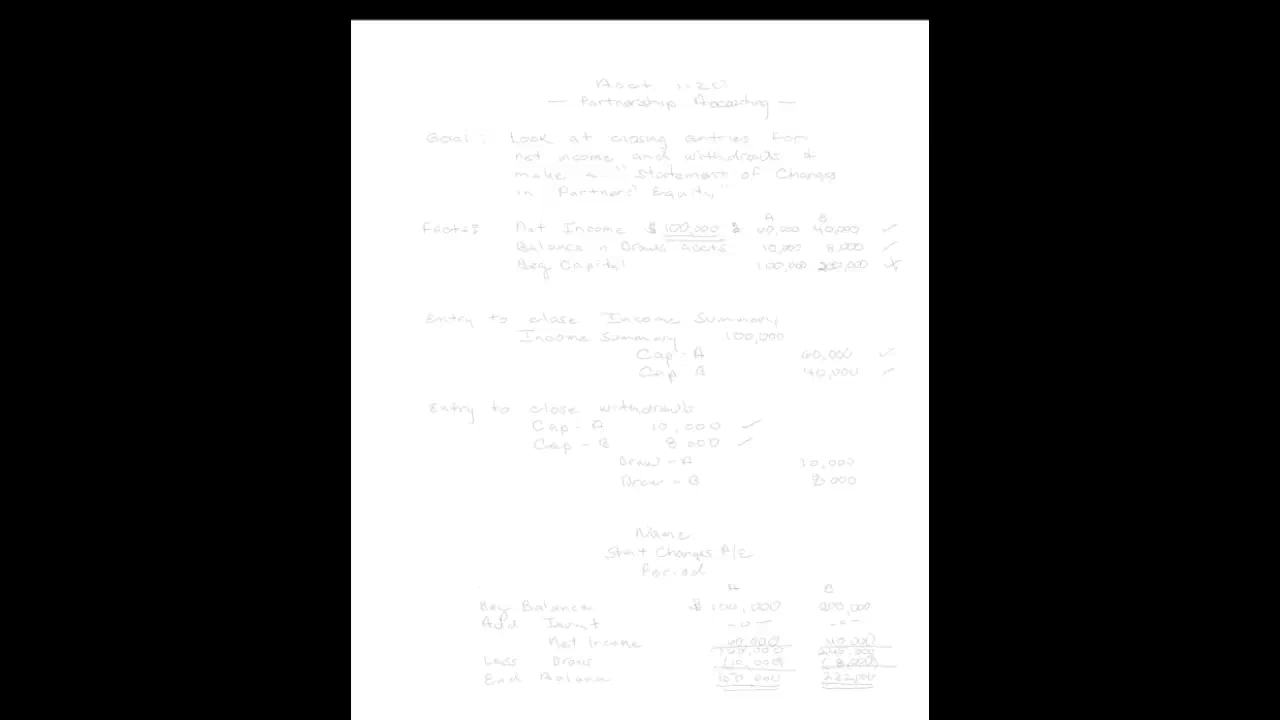 Acct 1120
— Partnership Accounting —
Goal: Look at closing entries for
net income and withdrawls &
make a "Statement of Changes
in Partners' Equity"
A B
Facts: Net Income $ 100,000 $ 60,000 40,000 ✓
Balance in Draws accts 10,000 8,000 ✓
Beg Capital 100,000 200,000
Entry to close Income Summary
Income Summary 100,000
Cap - A 60,000 ✓
Cap B 40,000 ✓
Entry to close withdrawls
Cap - A 10,000 ✓
Cap - B 8 000 ✓
Draw - A 10,000
Draw - B 8 000
Name
Stmt Changes P/E
Period
A B
Beg Balance $ 100,000 200,000
Add Invmt -0- -0-
Net Income 60,000 40,000
160,000 240,000
Less Draws (10,000) (8,000)
End Balance 150 000 232,000